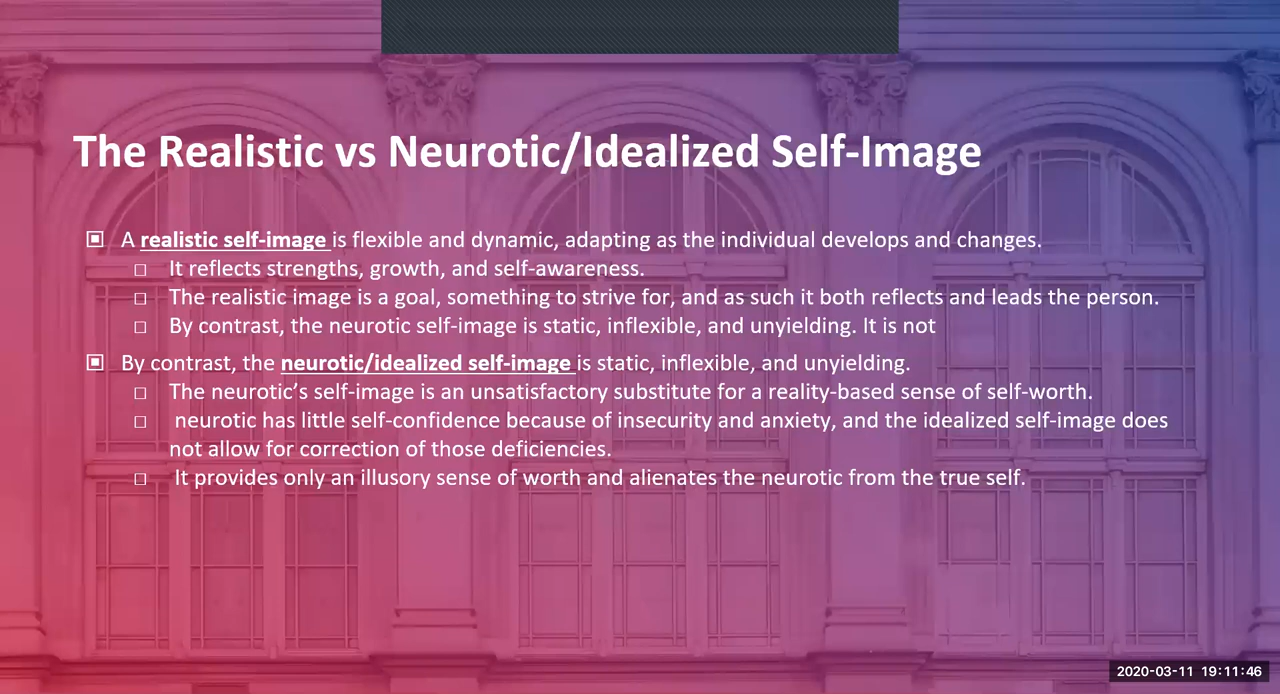 The Realistic vs Neurotic/Idealized Self-Image
A realistic self-image is flexible and dynamic, adapting as the individual develops and changes.
It reflects strengths, growth, and self-awareness.
The realistic image is a goal, something to strive for, and as such it both reflects and leads the person.
By contrast, the neurotic self-image is static, inflexible, and unyielding. It is not
By contrast, the neurotic/idealized self-image is static, inflexible, and unyielding.
The neurotic’s self-image is an unsatisfactory substitute for a reality-based sense of self-worth.
neurotic has little self-confidence because of insecurity and anxiety, and the idealized self-image does
not allow for correction of those deficiencies.
It provides only an illusory sense of worth and alienates the neurotic from the true self.
2020-03-11 19:11:46